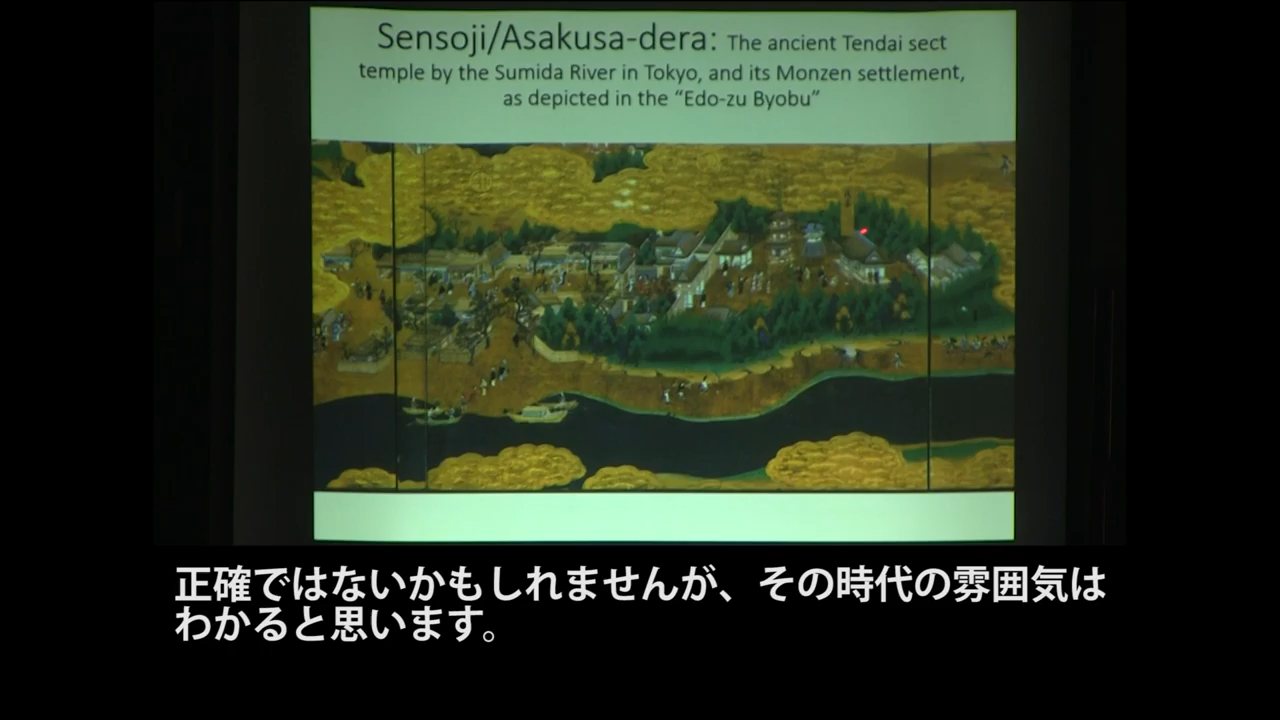 Sensoji/Asakusa-dera: The ancient Tendai sect
temple by the Sumida River in Tokyo, and its Monzen settlement,
as depicted in the “Edo-zu Byobu”
正確ではないかもしれませんが、その時代の雰囲気は
わかると思います。